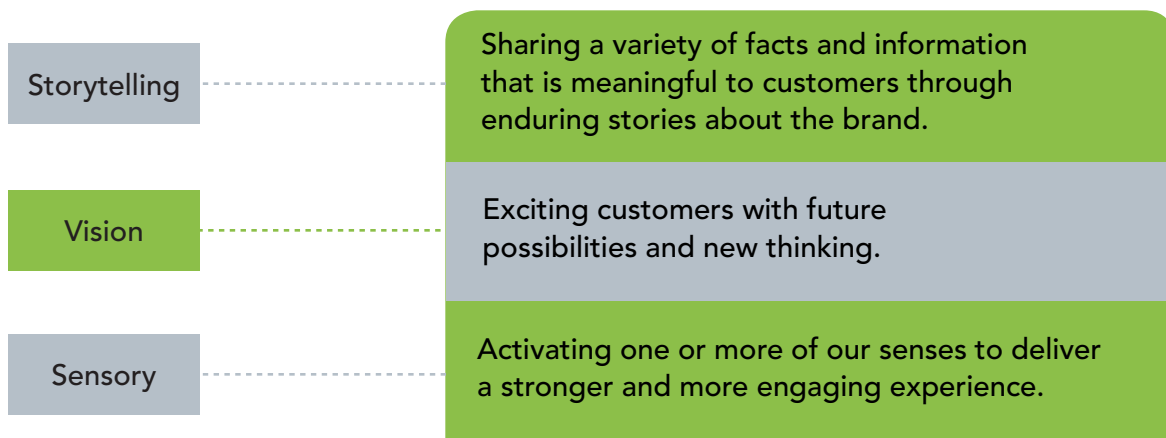 Storytelling
Sharing a variety of facts and information
that is meaningful to customers through
enduring stories about the brand.
Vision
Exciting customers with future
possibilities and new thinking.
Sensory
Activating one or more of our senses to deliver
a stronger and more engaging experience.